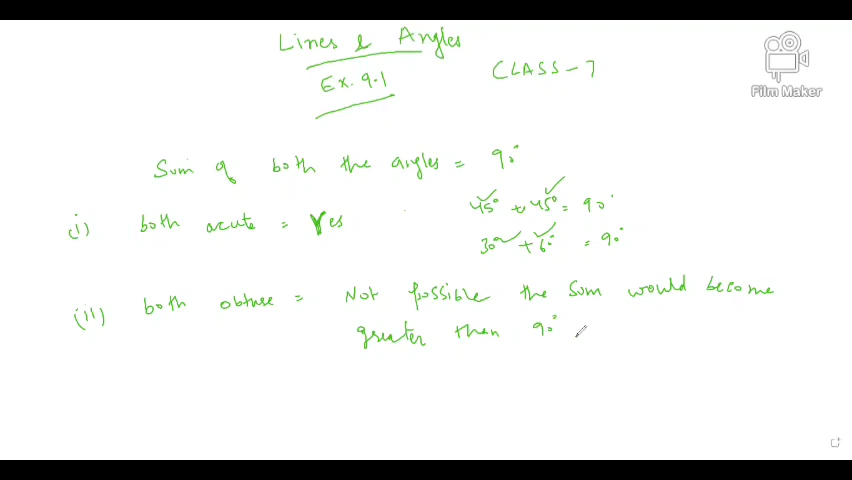 Lines & Angles
Ex. 9.1
CLASS - 7
Film Maker
Sum of both the angles = 90°
(i) both acute = Yes
45° + 45° = 90°
30° + 60° = 90°
(ii) both obtuse = Not possible the sum would become
greater than 90°